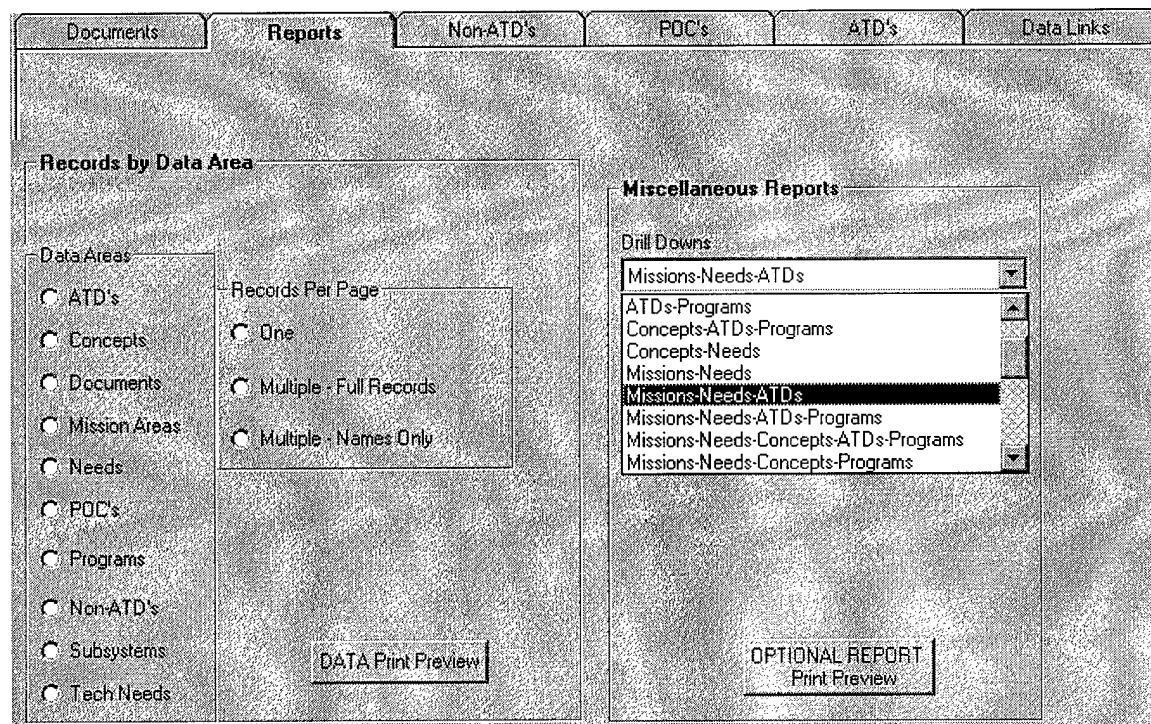 Documents
Reports
Non-ATD's
POC's
ATD's
Data Links
Records by Data Area
Data Areas
ATD's
Concepts
Documents
Mission Areas
Needs
POC's
Programs
Non-ATD's
Subsystems
Tech Needs
Records Per Page
One
Multiple - Full Records
Multiple - Names Only
DATA Print Preview
Miscellaneous Reports
Drill Downs
Missions-Needs-ATDs
ATDs-Programs
Concepts-ATDs-Programs
Concepts-Needs
Missions-Needs
Missions-Needs-ATDs
Missions-Needs-ATDs-Programs
Missions-Needs-Concepts-ATDs-Programs
Missions-Needs-Concepts-Programs
OPTIONAL REPORT
Print Preview